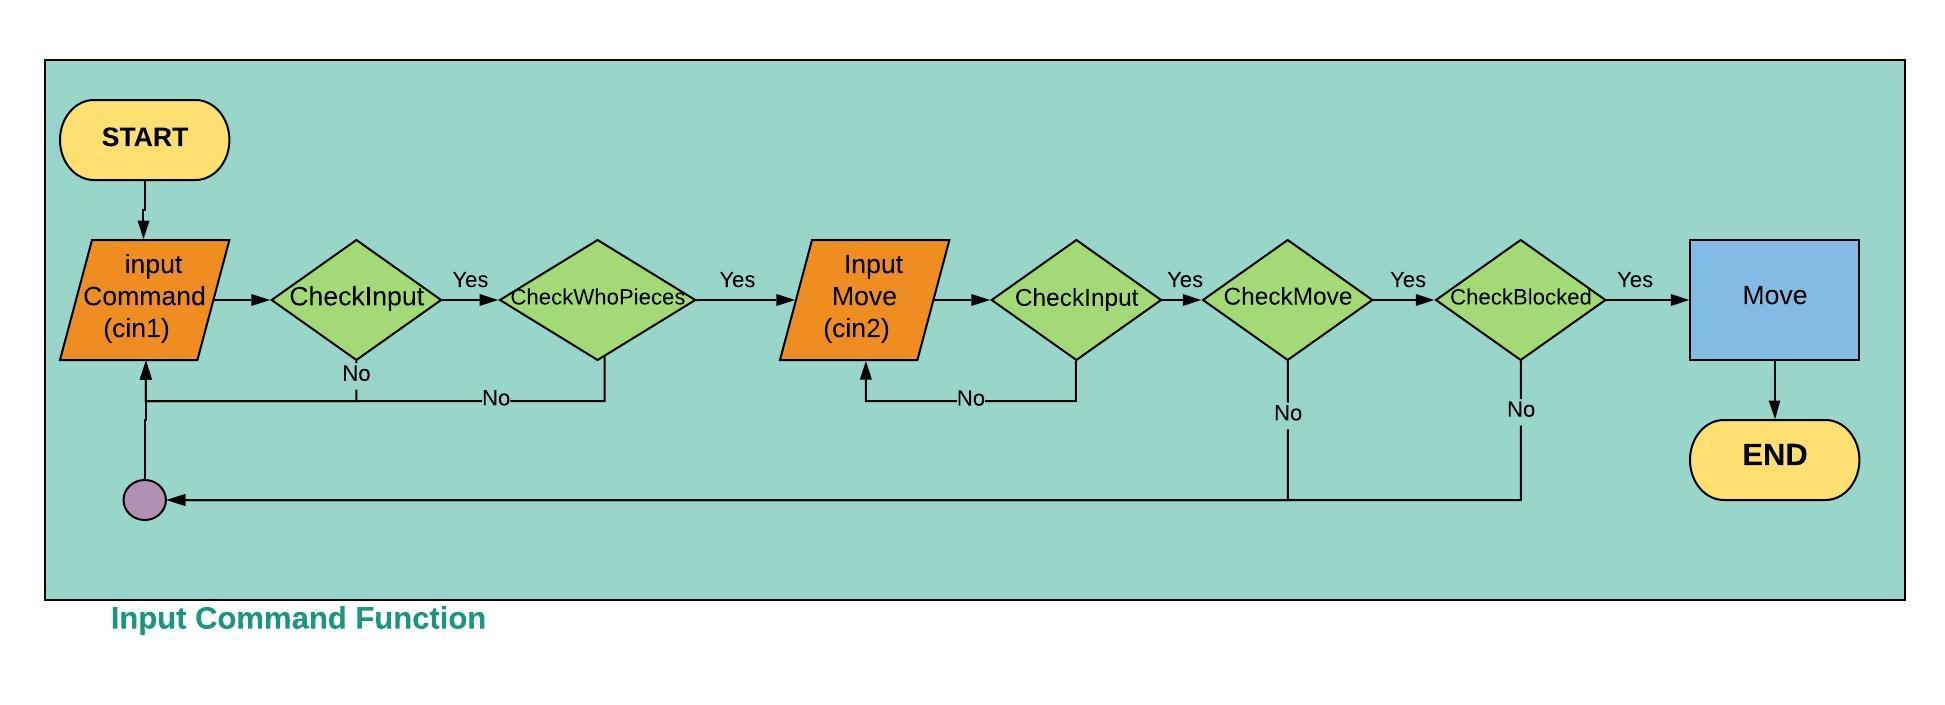 START
input
Command
(cin1)
CheckInput
Yes
CheckWhoPieces
Yes
Input
Move
(cin2)
CheckInput
Yes
CheckMove
Yes
CheckBlocked
Yes
Move
No
No
No
No
No
END
Input Command Function